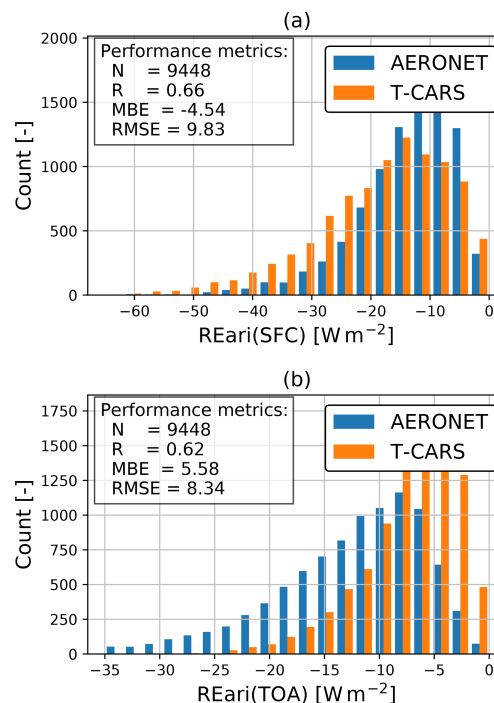 (a)
2000
1500
1000
500
0
Count [-]
Performance metrics:
N = 9448
R = 0.66
MBE = -4.54
RMSE = 9.83
AERONET
T-CARS
−60 −50 −40 −30 −20 −10 0
REari(SFC) [W m−2]
(b)
1750
1500
1250
1000
750
500
250
0
Count [-]
Performance metrics:
N = 9448
R = 0.62
MBE = 5.58
RMSE = 8.34
AERONET
T-CARS
−35 −30 −25 −20 −15 −10 −5 0
REari(TOA) [W m−2]